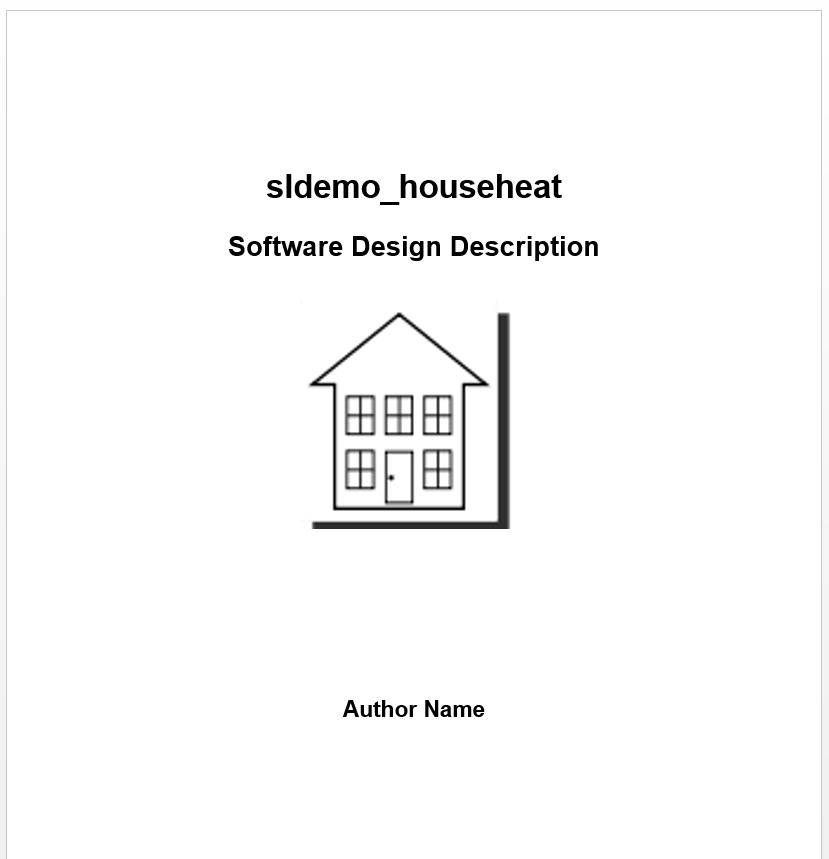 sldemo_househeat
Software Design Description
Author Name